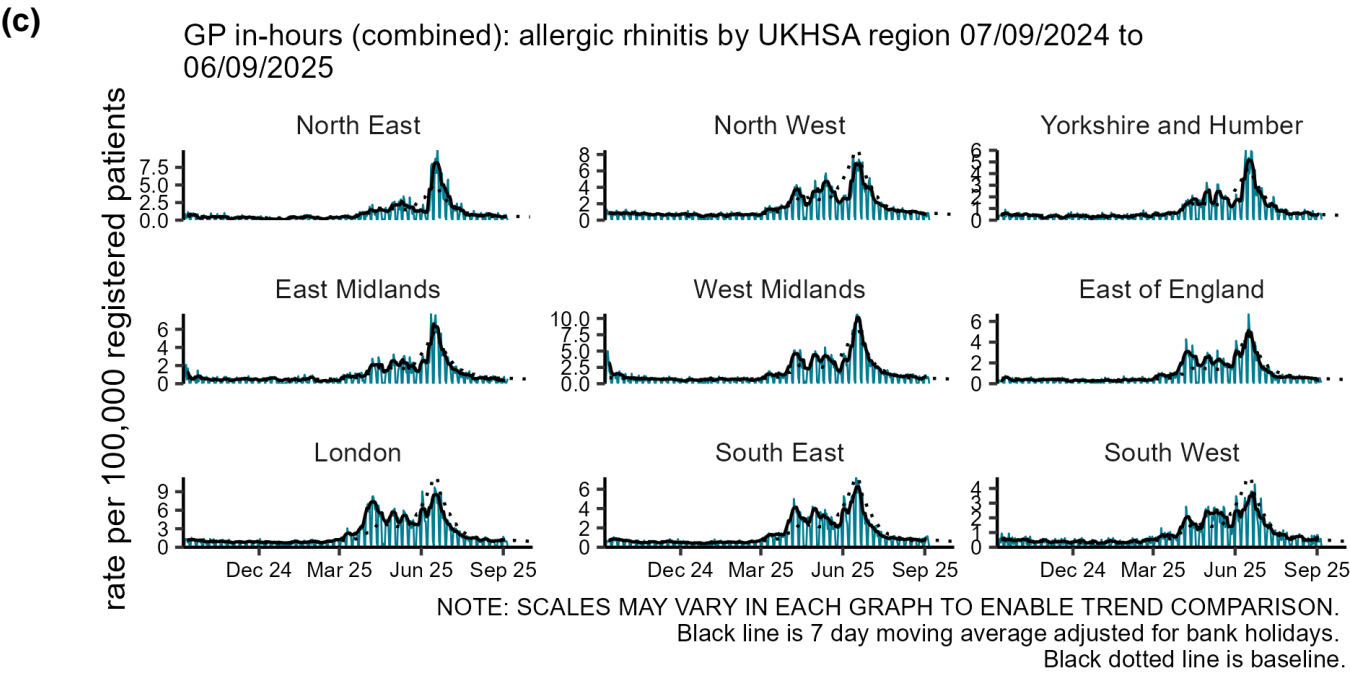 (c)
GP in-hours (combined): allergic rhinitis by UKHSA region 07/09/2024 to
06/09/2025
rate per 100,000 registered patients
North East
7.5
5.0
2.5
0.0
North West
8
6
4
2
0
Yorkshire and Humber
6
5
4
3
2
1
0
East Midlands
6
4
2
0
West Midlands
10.0
7.5
5.0
2.5
0.0
East of England
6
4
2
0
London
9
6
3
0
South East
6
4
2
0
South West
4
3
2
1
0
Dec 24 Mar 25 Jun 25 Sep 25
Dec 24 Mar 25 Jun 25 Sep 25
Dec 24 Mar 25 Jun 25 Sep 25
NOTE: SCALES MAY VARY IN EACH GRAPH TO ENABLE TREND COMPARISON.
Black line is 7 day moving average adjusted for bank holidays.
Black dotted line is baseline.